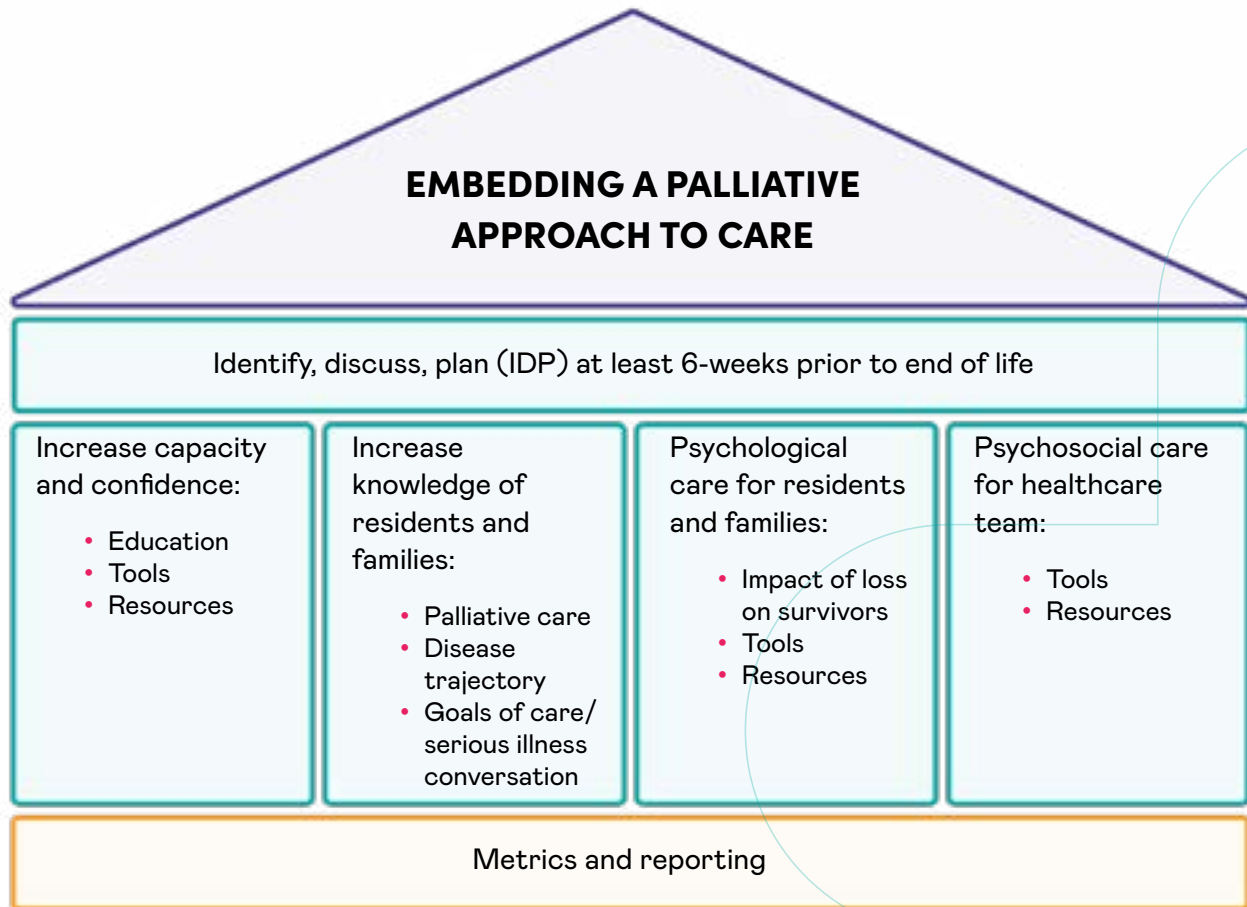 EMBEDDING A PALLIATIVE
APPROACH TO CARE
Identify, discuss, plan (IDP) at least 6-weeks prior to end of life
Increase capacity
and confidence:
• Education
• Tools
• Resources
Increase
knowledge of
residents and
families:
• Palliative care
• Disease
trajectory
• Goals of care/
serious illness
conversation
Psychological
care for residents
and families:
• Impact of loss
on survivors
• Tools
• Resources
Psychosocial care
for healthcare
team:
• Tools
• Resources
Metrics and reporting